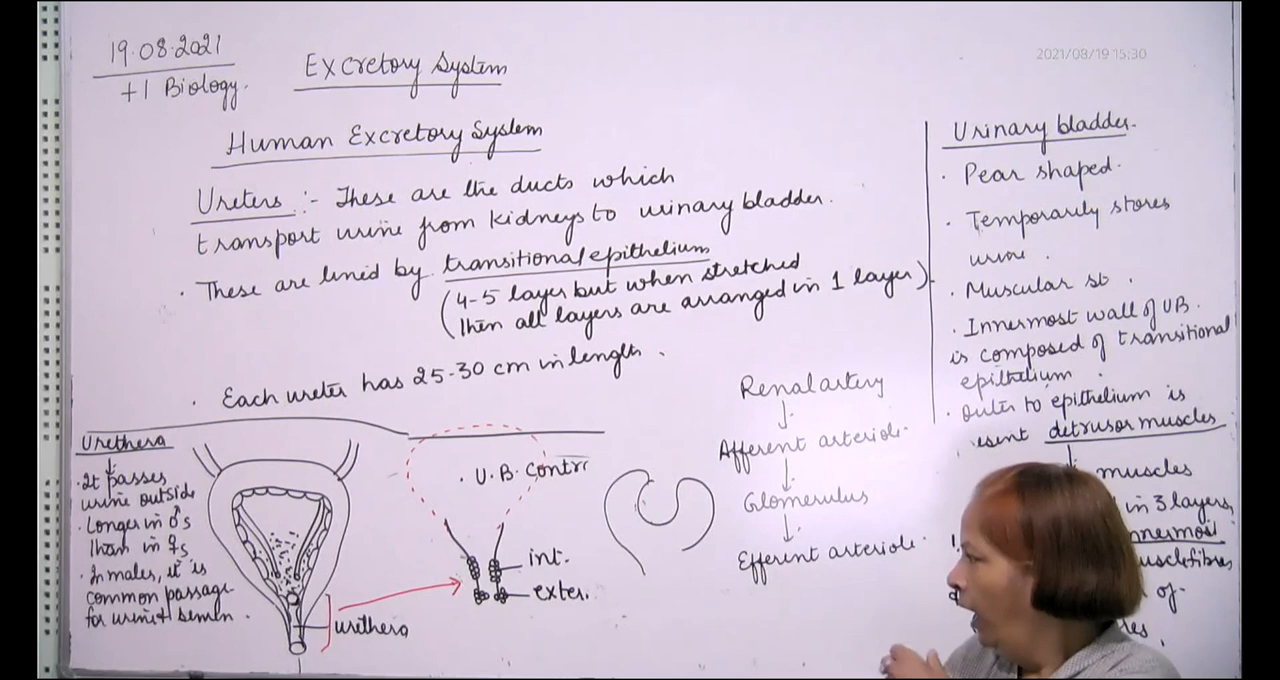 19.08.2021
+1 Biology.
Excretory System
2021/08/19 15:30
Human Excretory System
Ureters :- These are the ducts which
transport urine from kidneys to urinary bladder.
. These are lined by transitional epithelium
(4-5 layer but when stretched
then all layers are arranged in 1 layer)
. Each ureter has 25-30 cm in length.
Urethera
. It passes
urine outside
. Longer in ♂s
than in ♀s
. In males, it is
common passage
for urine + semen.
urethera
. U.B. contr
int.
exter.
Renal artery
Afferent arteriole.
Glomerulus
Efferent arteriole.
Urinary bladder.
. Pear shaped.
. Temporarily stores
urine.
. Muscular st.
. Innermost wall of UB.
is composed of transitional
epithelium.
. outer to epithelium is
esent detrusor muscles
muscles
in 3 layers,
1.
of